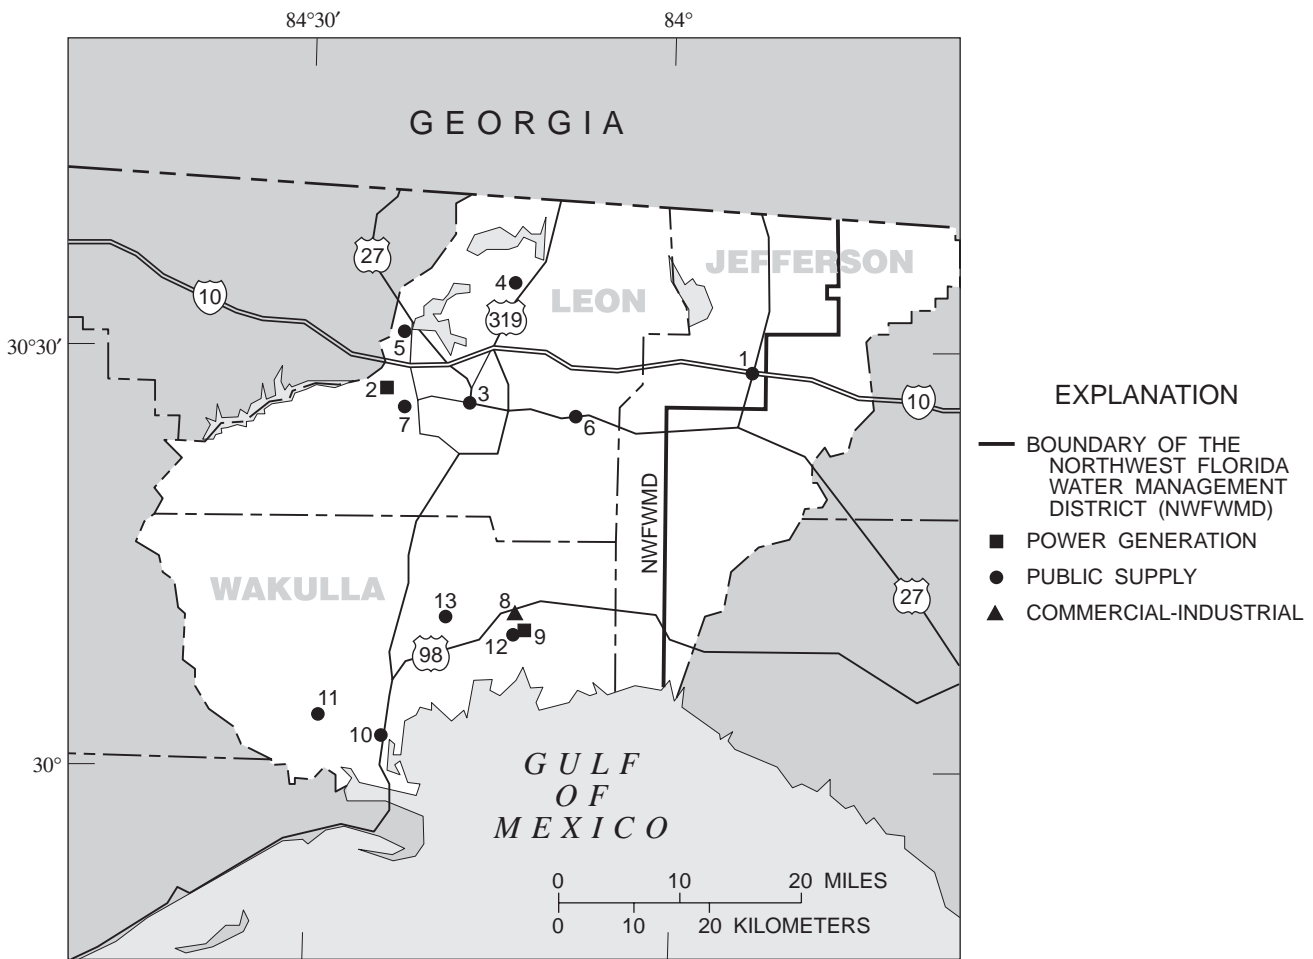 84°30′
84°
GEORGIA
27
JEFFERSON
10
4
LEON
319
30°30′
5
1
2
3
10
7
6
EXPLANATION
BOUNDARY OF THE
NORTHWEST FLORIDA
WATER MANAGEMENT
DISTRICT (NWFWMD)
NWFWMD
POWER GENERATION
PUBLIC SUPPLY
COMMERCIAL-INDUSTRIAL
WAKULLA
27
13
8
9
12
98
11
10
30°
GULF
OF
MEXICO
0 10 20 MILES
0 10 20 KILOMETERS